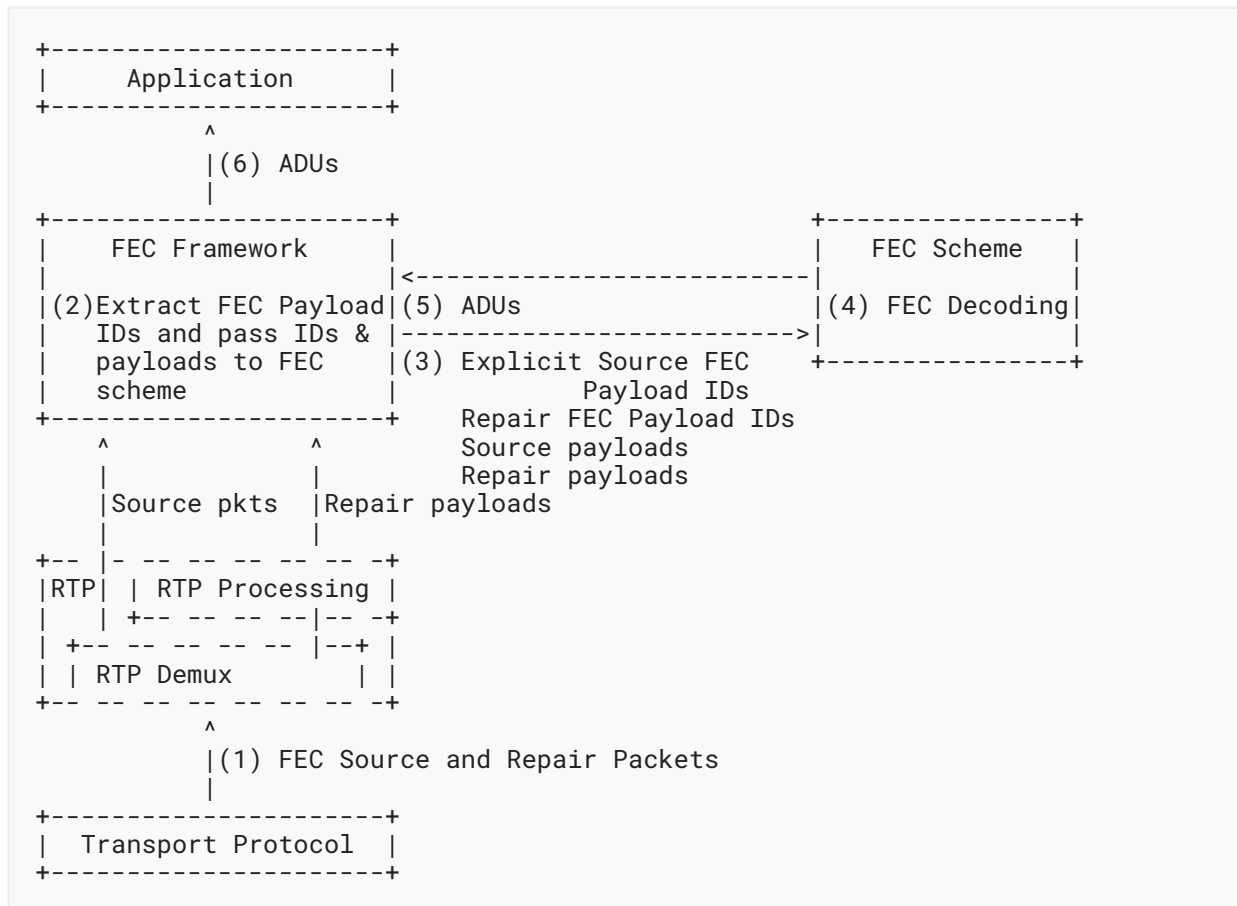 +----------------------+
|     Application      |
+----------------------+
           ^
           |(6) ADUs
           |
+----------------------+                           +----------------+
|    FEC Framework     |                           |   FEC Scheme   |
|                      |<--------------------------|                |
|(2)Extract FEC Payload|(5) ADUs                   |(4) FEC Decoding|
|   IDs and pass IDs & |-------------------------->|                |
|   payloads to FEC    |(3) Explicit Source FEC    +----------------+
|   scheme             |            Payload IDs
+----------------------+    Repair FEC Payload IDs
    ^             ^         Source payloads
    |             |         Repair payloads
    |Source pkts  |Repair payloads
    |             |
+-- |- -- -- -- -- -- -+
|RTP| | RTP Processing |
|   | +-- -- -- --|-- -+
| +-- -- -- -- -- |--+ |
| | RTP Demux        | |
+-- -- -- -- -- -- -- -+
           ^
           |(1) FEC Source and Repair Packets
           |
+----------------------+
|  Transport Protocol  |
+----------------------+